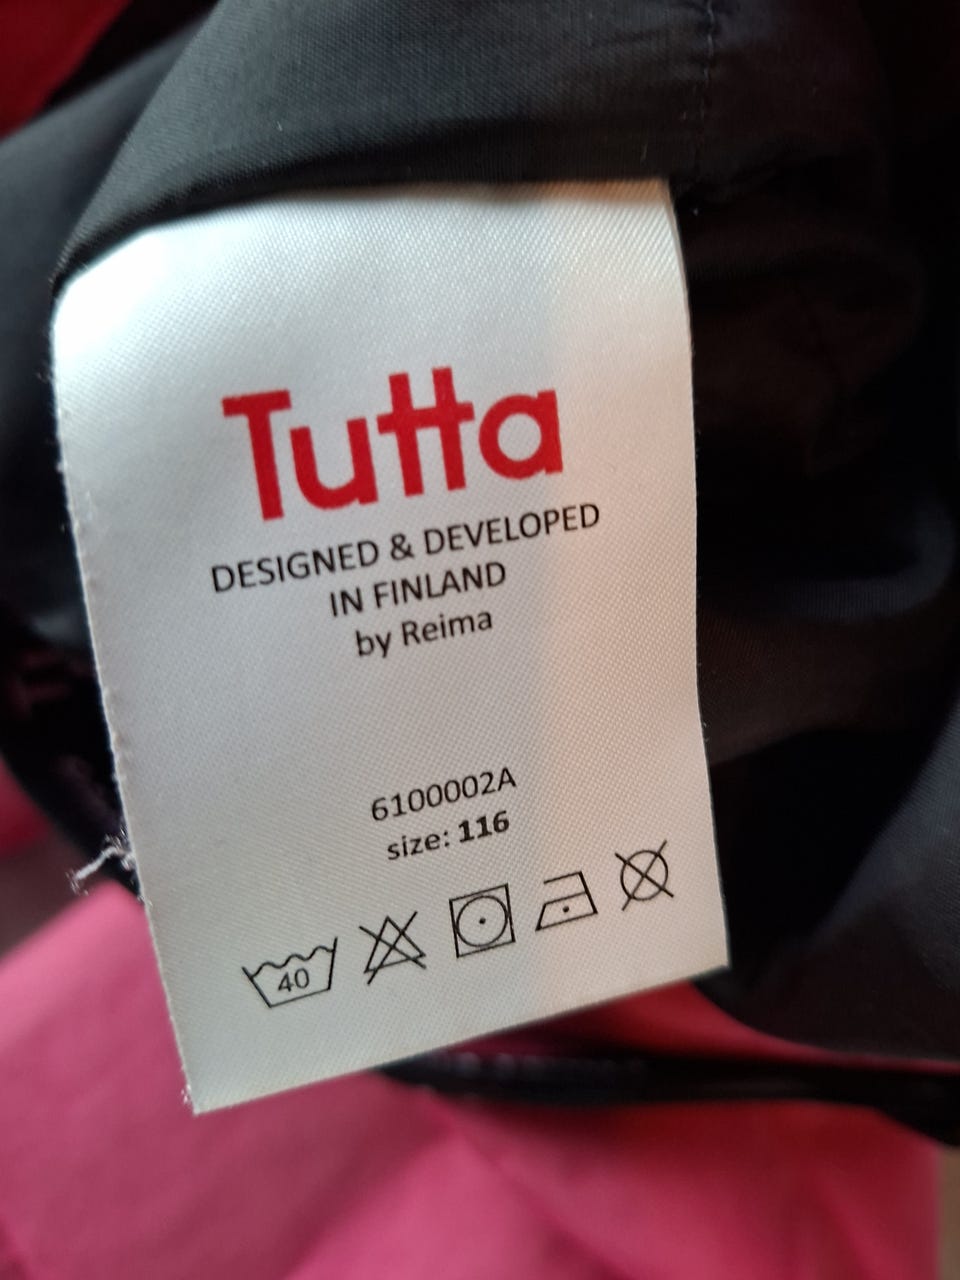 Tutta
DESIGNED & DEVELOPED
IN FINLAND
by Reima
6100002A
size: 116
40